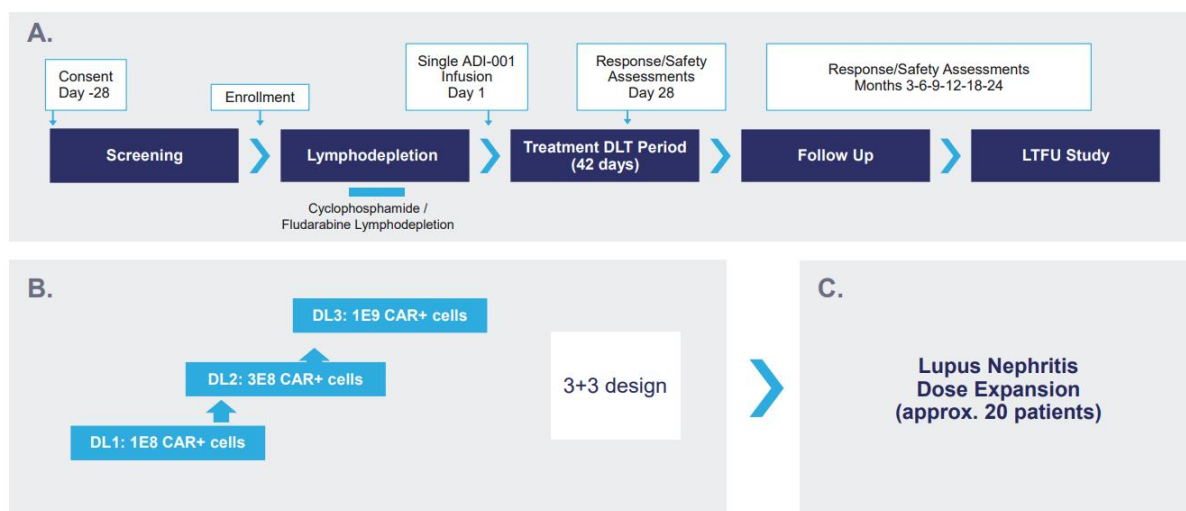 A.
Consent
Day -28
Enrollment
Single ADI-001
Infusion
Day 1
Response/Safety
Assessments
Day 28
Response/Safety Assessments
Months 3-6-9-12-18-24
Screening
Lymphodepletion
Treatment DLT Period
(42 days)
Follow Up
LTFU Study
Cyclophosphamide /
Fludarabine Lymphodepletion
B.
DL3: 1E9 CAR+ cells
DL2: 3E8 CAR+ cells
DL1: 1E8 CAR+ cells
3+3 design
C.
Lupus Nephritis
Dose Expansion
(approx. 20 patients)